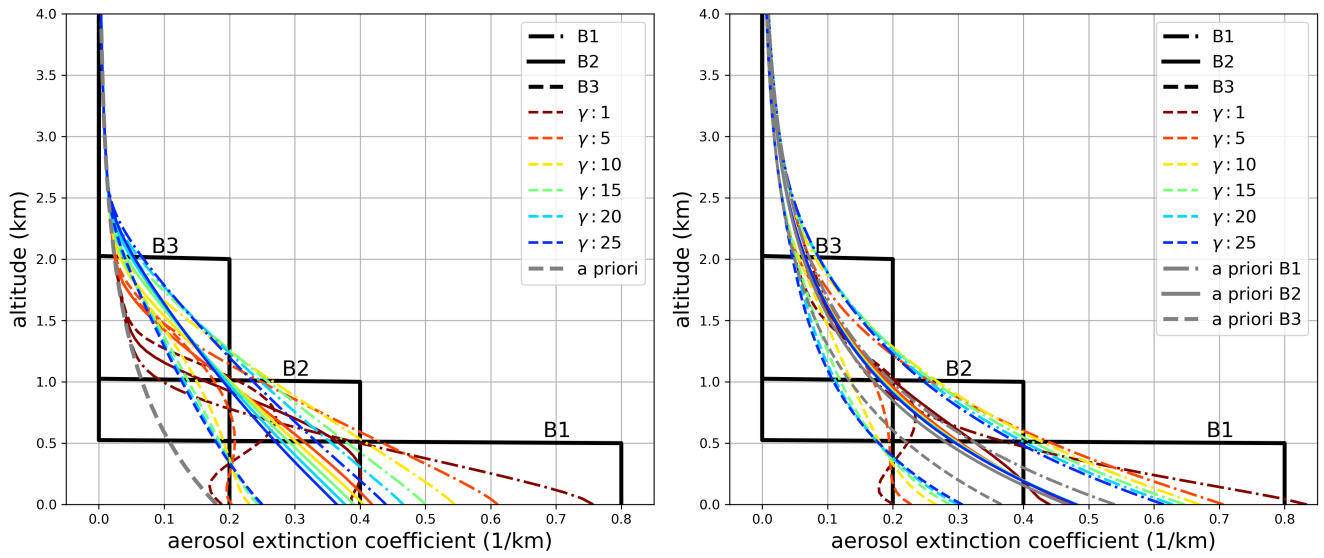 4.0
3.5
3.0
2.5
2.0
1.5
1.0
0.5
0.0
altitude (km)
0.0 0.1 0.2 0.3 0.4 0.5 0.6 0.7 0.8
aerosol extinction coefficient (1/km)
B3
B2
B1
B1
B2
B3
γ: 1
γ: 5
γ: 10
γ: 15
γ: 20
γ: 25
a priori
4.0
3.5
3.0
2.5
2.0
1.5
1.0
0.5
0.0
altitude (km)
0.0 0.1 0.2 0.3 0.4 0.5 0.6 0.7 0.8
aerosol extinction coefficient (1/km)
B3
B2
B1
B1
B2
B3
γ: 1
γ: 5
γ: 10
γ: 15
γ: 20
γ: 25
a priori B1
a priori B2
a priori B3